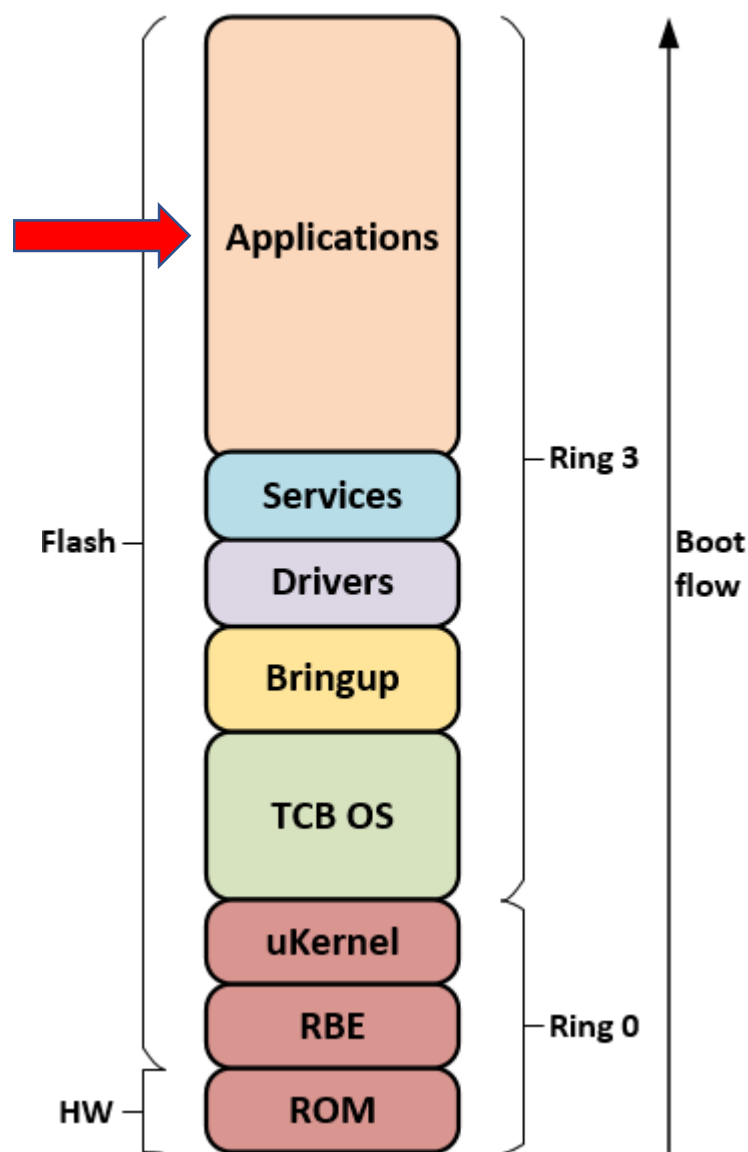 Applications
Ring 3
Services
Flash
Boot
flow
Drivers
Bringup
TCB OS
uKernel
RBE
Ring 0
HW
ROM